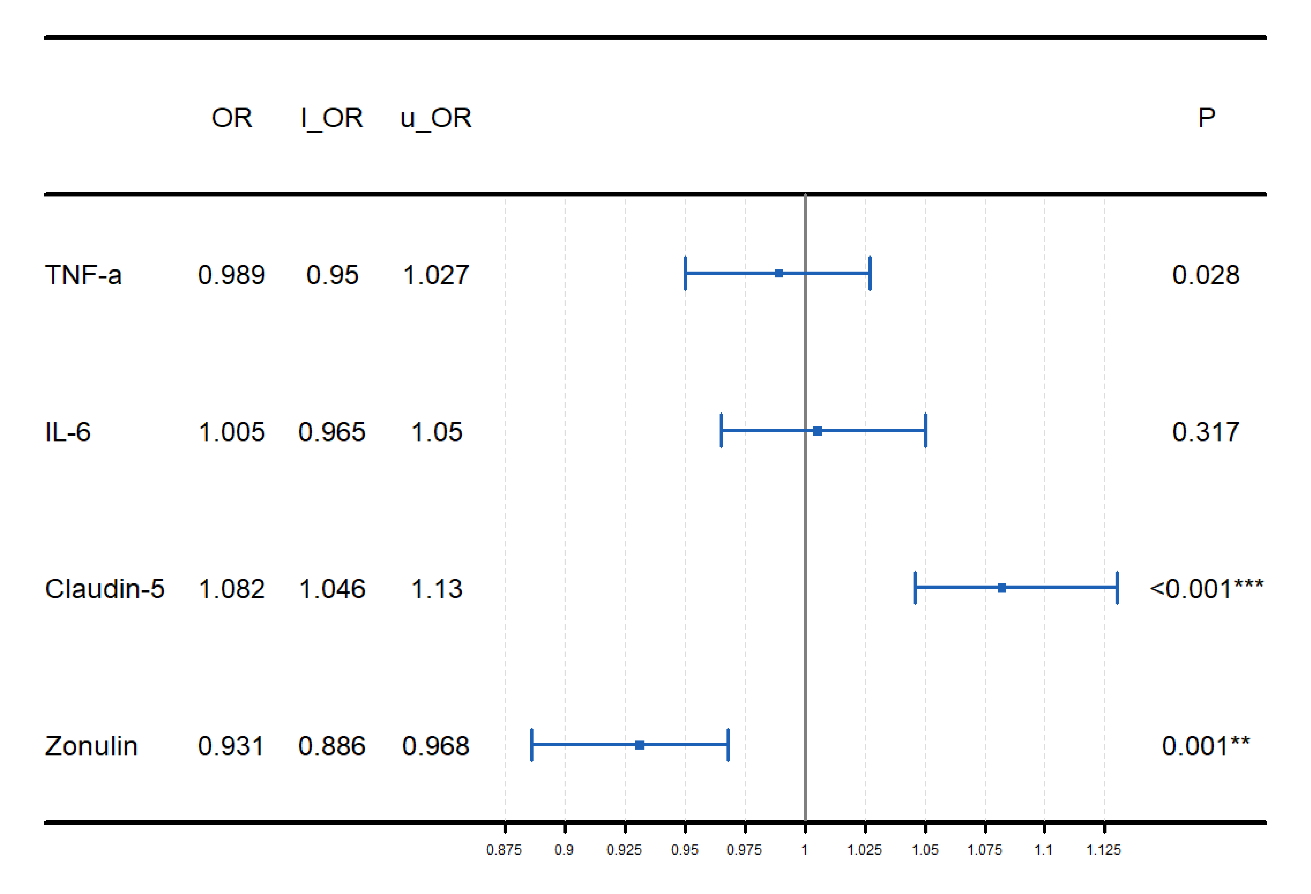 OR l_OR u_OR P
TNF-a 0.989 0.95 1.027 0.028
IL-6 1.005 0.965 1.05 0.317
Claudin-5 1.082 1.046 1.13 <0.001***
Zonulin 0.931 0.886 0.968 0.001**
0.875 0.9 0.925 0.95 0.975 1 1.025 1.05 1.075 1.1 1.125